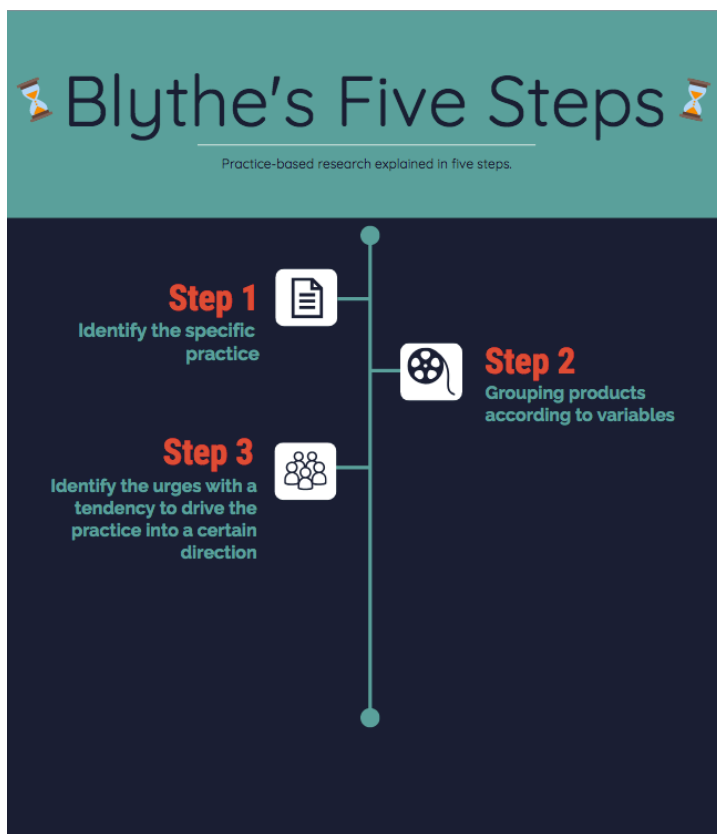 Blythe's Five Steps
Practice-based research explained in five steps.
Step 1
Identify the specific
practice
Step 2
Grouping products
according to variables
Step 3
Identify the urges with a
tendency to drive the
practice into a certain
direction